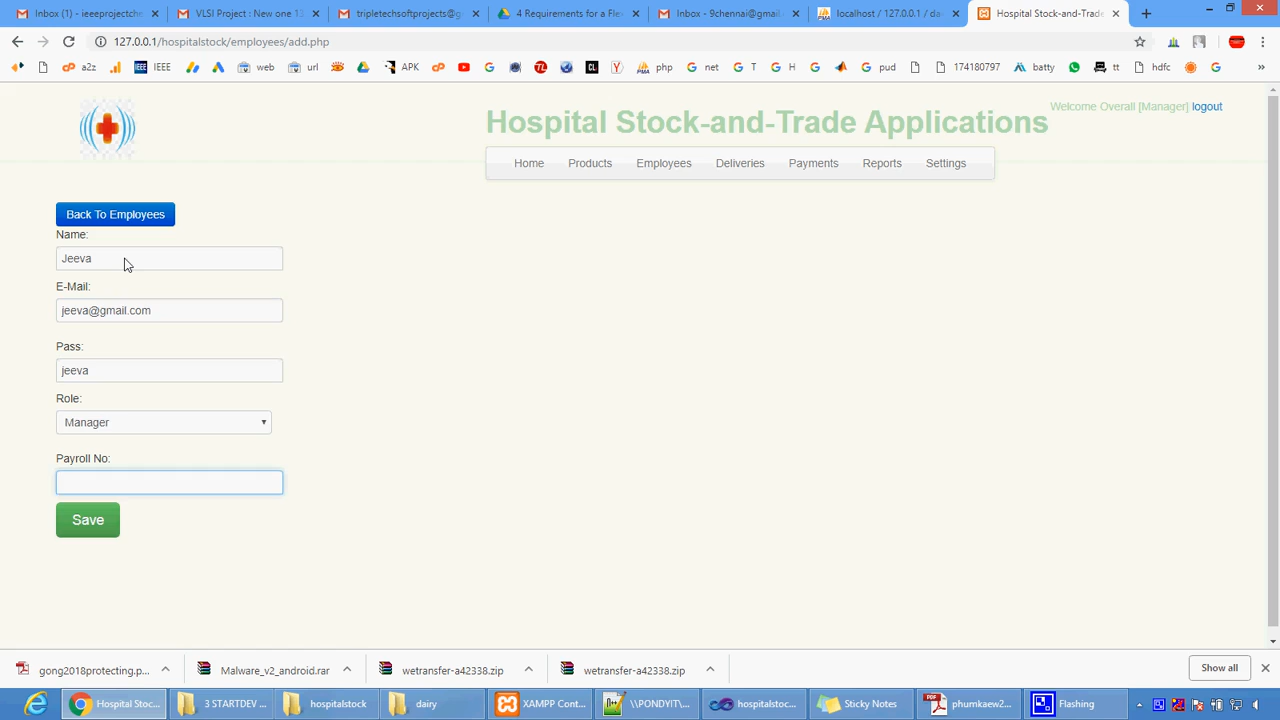 Inbox (1) - ieeeprojectche
VLSI Project : New one 13
tripletechsoftprojects@g
4 Requirements for a Fle
Inbox - 9chennai@gmail
localhost / 127.0.0.1 / da
Hospital Stock-and-Trade
127.0.0.1/hospitalstock/employees/add.php
a2z
IEEE
web
url
APK
php
net
T
H
pud
174180797
batty
tt
hdfc
Welcome Overall [Manager] logout
Hospital Stock-and-Trade Applications
Home Products Employees Deliveries Payments Reports Settings
Back To Employees
Name:
Jeeva
E-Mail:
jeeva@gmail.com
Pass:
jeeva
Role:
Manager
Payroll No:
Save
gong2018protecting.p...
Malware_v2_android.rar
wetransfer-a42338.zip
wetransfer-a42338.zip
Show all
Hospital Stoc...
3 STARTDEV ...
hospitalstock
dairy
XAMPP Cont...
\\PONDYIT\...
hospitalstoc...
Sticky Notes
phumkaew2...
Flashing